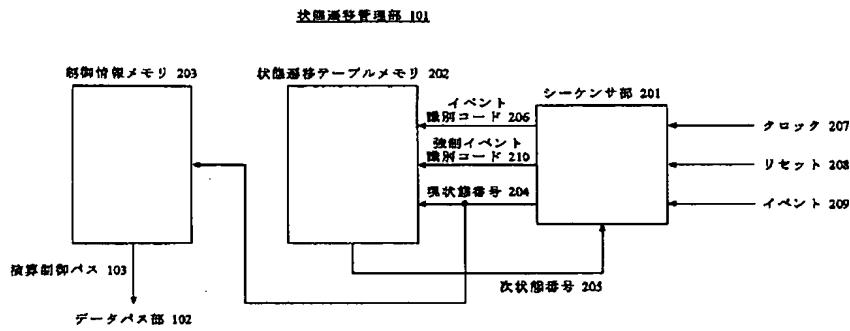 状態遷移管理部 101
制御情報メモリ 203
状態遷移テーブルメモリ 202
シーケンサ部 201
イベント
識別コード 206
強制イベント
識別コード 210
現状態番号 204
クロック 207
リセット 208
イベント 209
演算制御パス 103
次状態番号 205
データパス部 102